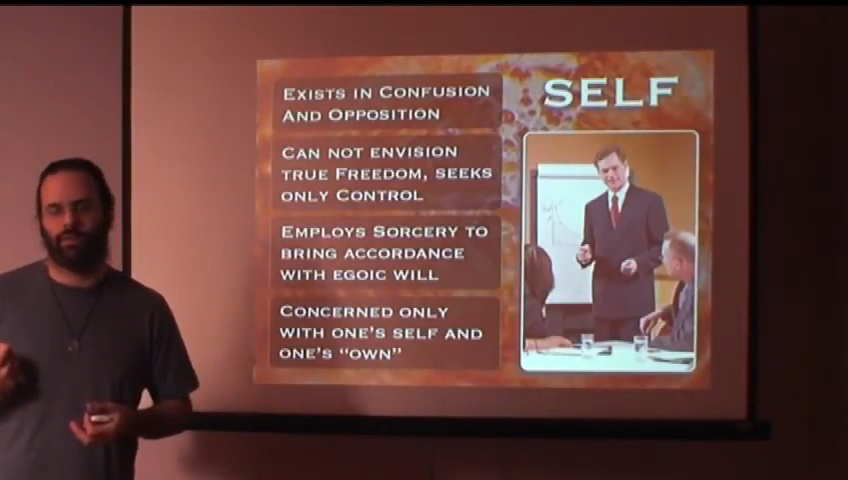 SELF
EXISTS IN CONFUSION
AND OPPOSITION
CAN NOT ENVISION
TRUE FREEDOM, SEEKS
ONLY CONTROL
EMPLOYS SORCERY TO
BRING ACCORDANCE
WITH EGOIC WILL
CONCERNED ONLY
WITH ONE'S SELF AND
ONE'S "OWN"